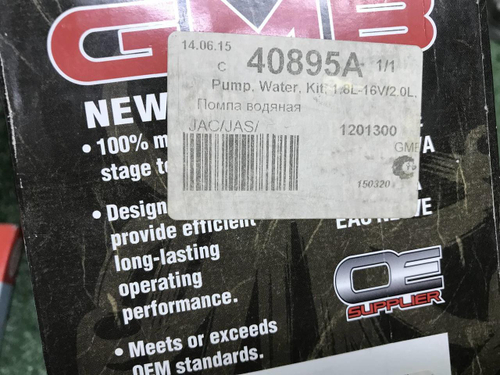 GMB
14.06.15
C 40895A 1/1
Pump, Water, Kit, 1.8L-16V/2.0L,
Помпа водяная
JAC/JAS/ 1201300
GMB
150320
NEW
• 100%
stage
• Design
provide efficient
long-lasting
operating
performance.
• Meets or exceeds
OEM standards.
OE
SUPPLIER